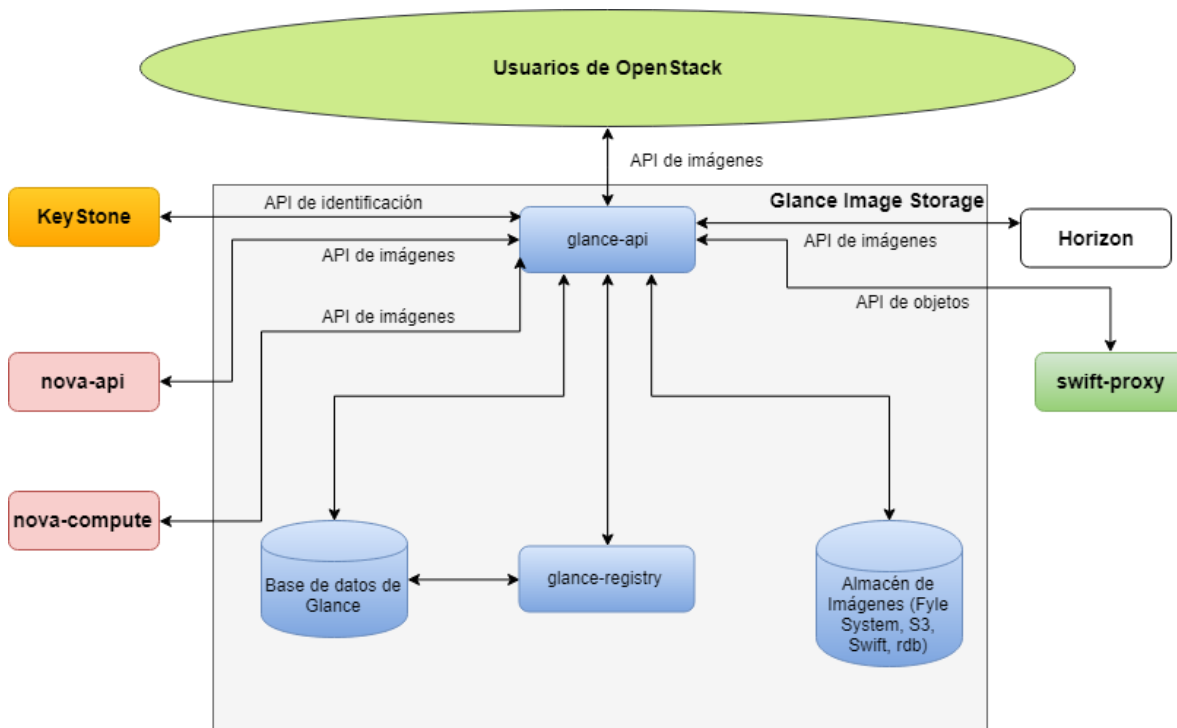 Usuarios de OpenStack
API de imágenes
KeyStone
API de identificación
Glance Image Storage
glance-api
API de imágenes
Horizon
API de imágenes
API de objetos
API de imágenes
nova-api
swift-proxy
nova-compute
Base de datos de
Glance
glance-registry
Almacén de
Imágenes (Fyle
System, S3,
Swift, rdb)